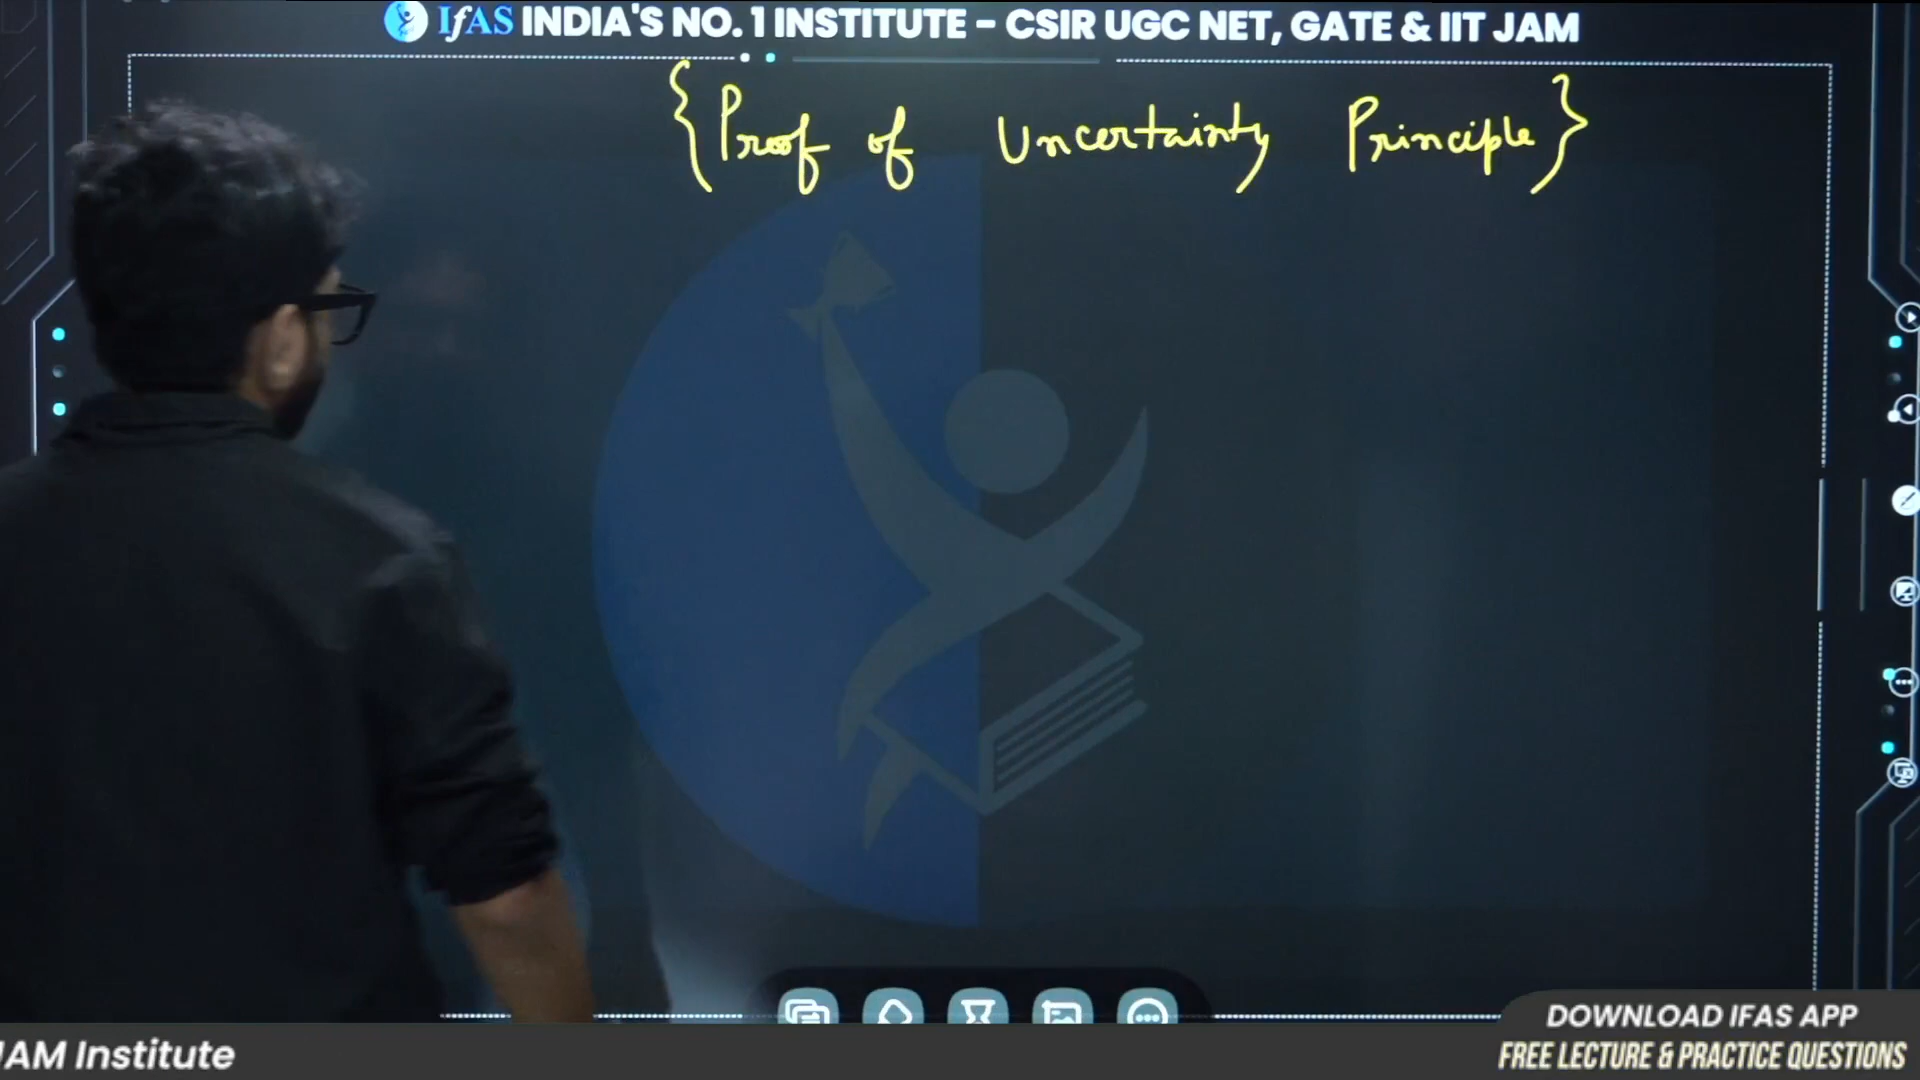 IfAS INDIA'S NO. 1 INSTITUTE - CSIR UGC NET, GATE & IIT JAM
{Proof of Uncertainty Principle}
DOWNLOAD IFAS APP
JAM Institute
FREE LECTURE & PRACTICE QUESTIONS